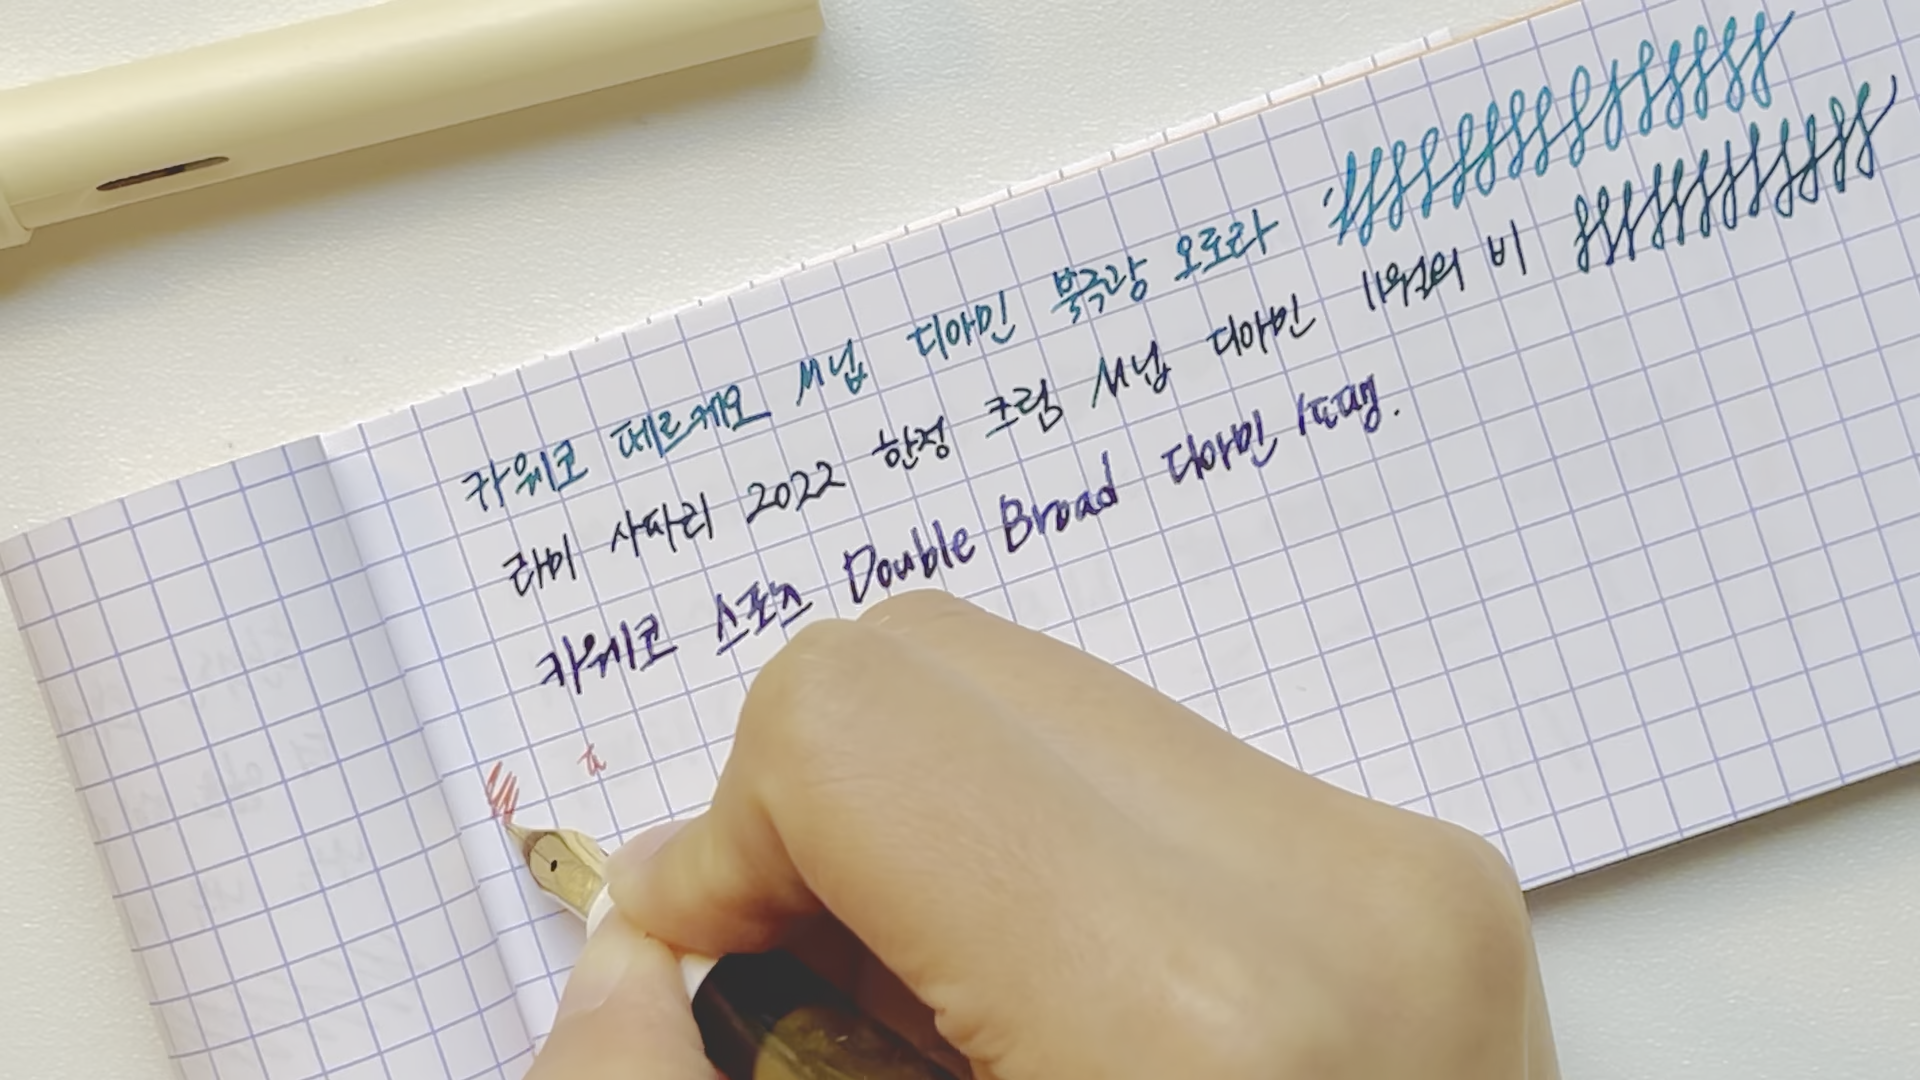 카웨코 페르케오 M닙 디아민 북극광 오로라
라미 사파리 2022 한정 크림 M닙 디아민 11월의 비
카웨코 스포츠 Double Broad 디아민